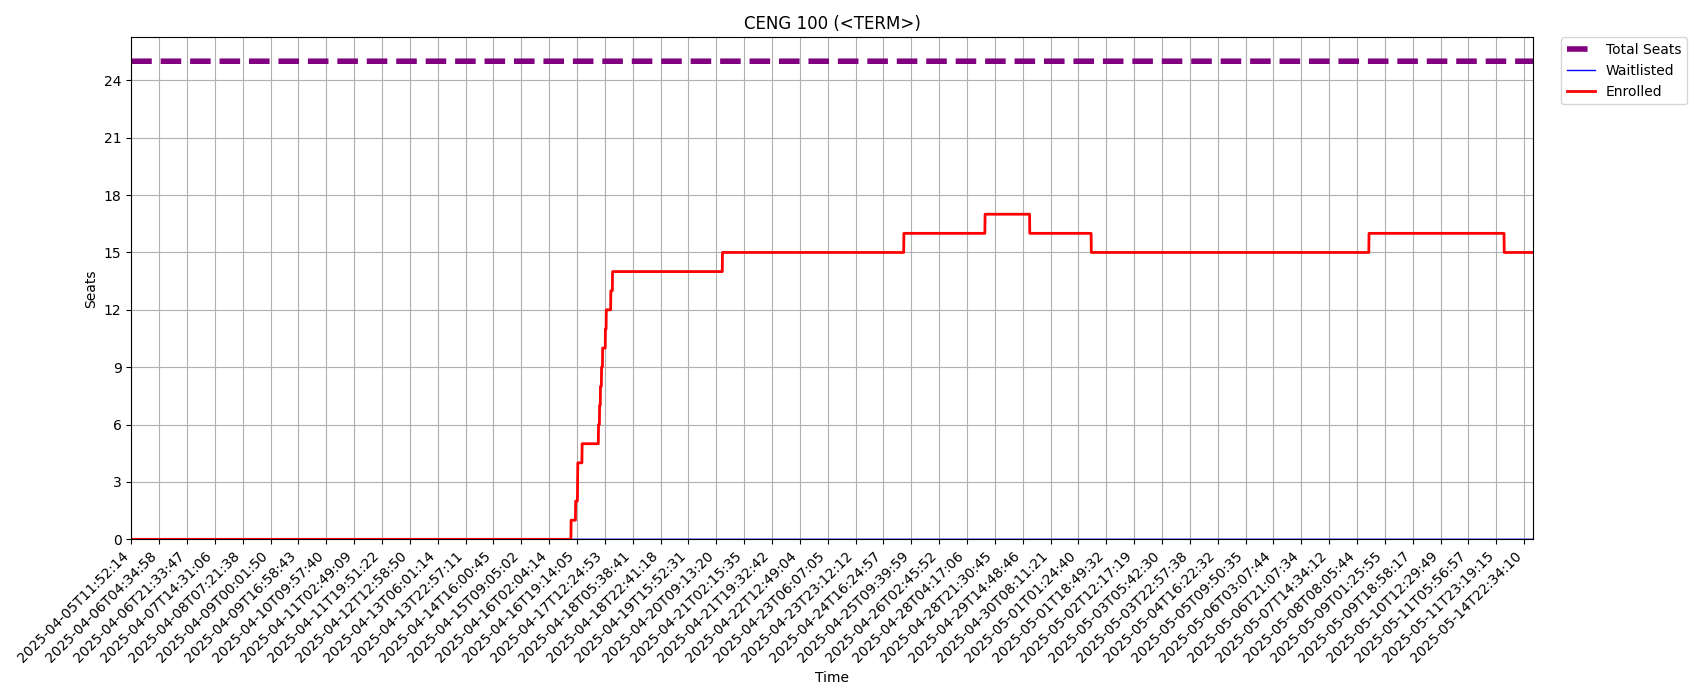 CENG 100 (<TERM>)
Total Seats
Waitlisted
Enrolled
24
21
18
15
12
9
6
3
0
Seats
2025-04-05T11:52:14
2025-04-06T04:34:58
2025-04-06T21:33:47
2025-04-07T14:31:06
2025-04-08T07:21:38
2025-04-09T00:01:50
2025-04-09T16:58:43
2025-04-10T09:57:40
2025-04-11T02:49:09
2025-04-11T19:51:22
2025-04-12T12:58:50
2025-04-13T06:01:14
2025-04-13T22:57:11
2025-04-14T16:00:45
2025-04-15T09:05:02
2025-04-16T02:04:14
2025-04-16T19:14:05
2025-04-17T12:24:53
2025-04-18T05:38:41
2025-04-18T22:41:18
2025-04-19T15:52:31
2025-04-20T09:13:20
2025-04-21T02:15:35
2025-04-21T19:32:42
2025-04-22T12:49:04
2025-04-23T06:07:05
2025-04-23T23:12:12
2025-04-24T16:24:57
2025-04-25T09:39:59
2025-04-26T02:45:52
2025-04-28T04:17:06
2025-04-28T21:30:45
2025-04-29T14:48:46
2025-04-30T08:11:21
2025-05-01T01:24:40
2025-05-01T18:49:32
2025-05-02T12:17:19
2025-05-03T05:42:30
2025-05-03T22:57:38
2025-05-04T16:22:32
2025-05-05T09:50:35
2025-05-06T03:07:44
2025-05-06T21:07:34
2025-05-07T14:34:12
2025-05-08T08:05:44
2025-05-09T01:25:55
2025-05-09T18:58:17
2025-05-10T12:29:49
2025-05-11T05:56:57
2025-05-11T23:19:15
2025-05-14T22:34:10
Time